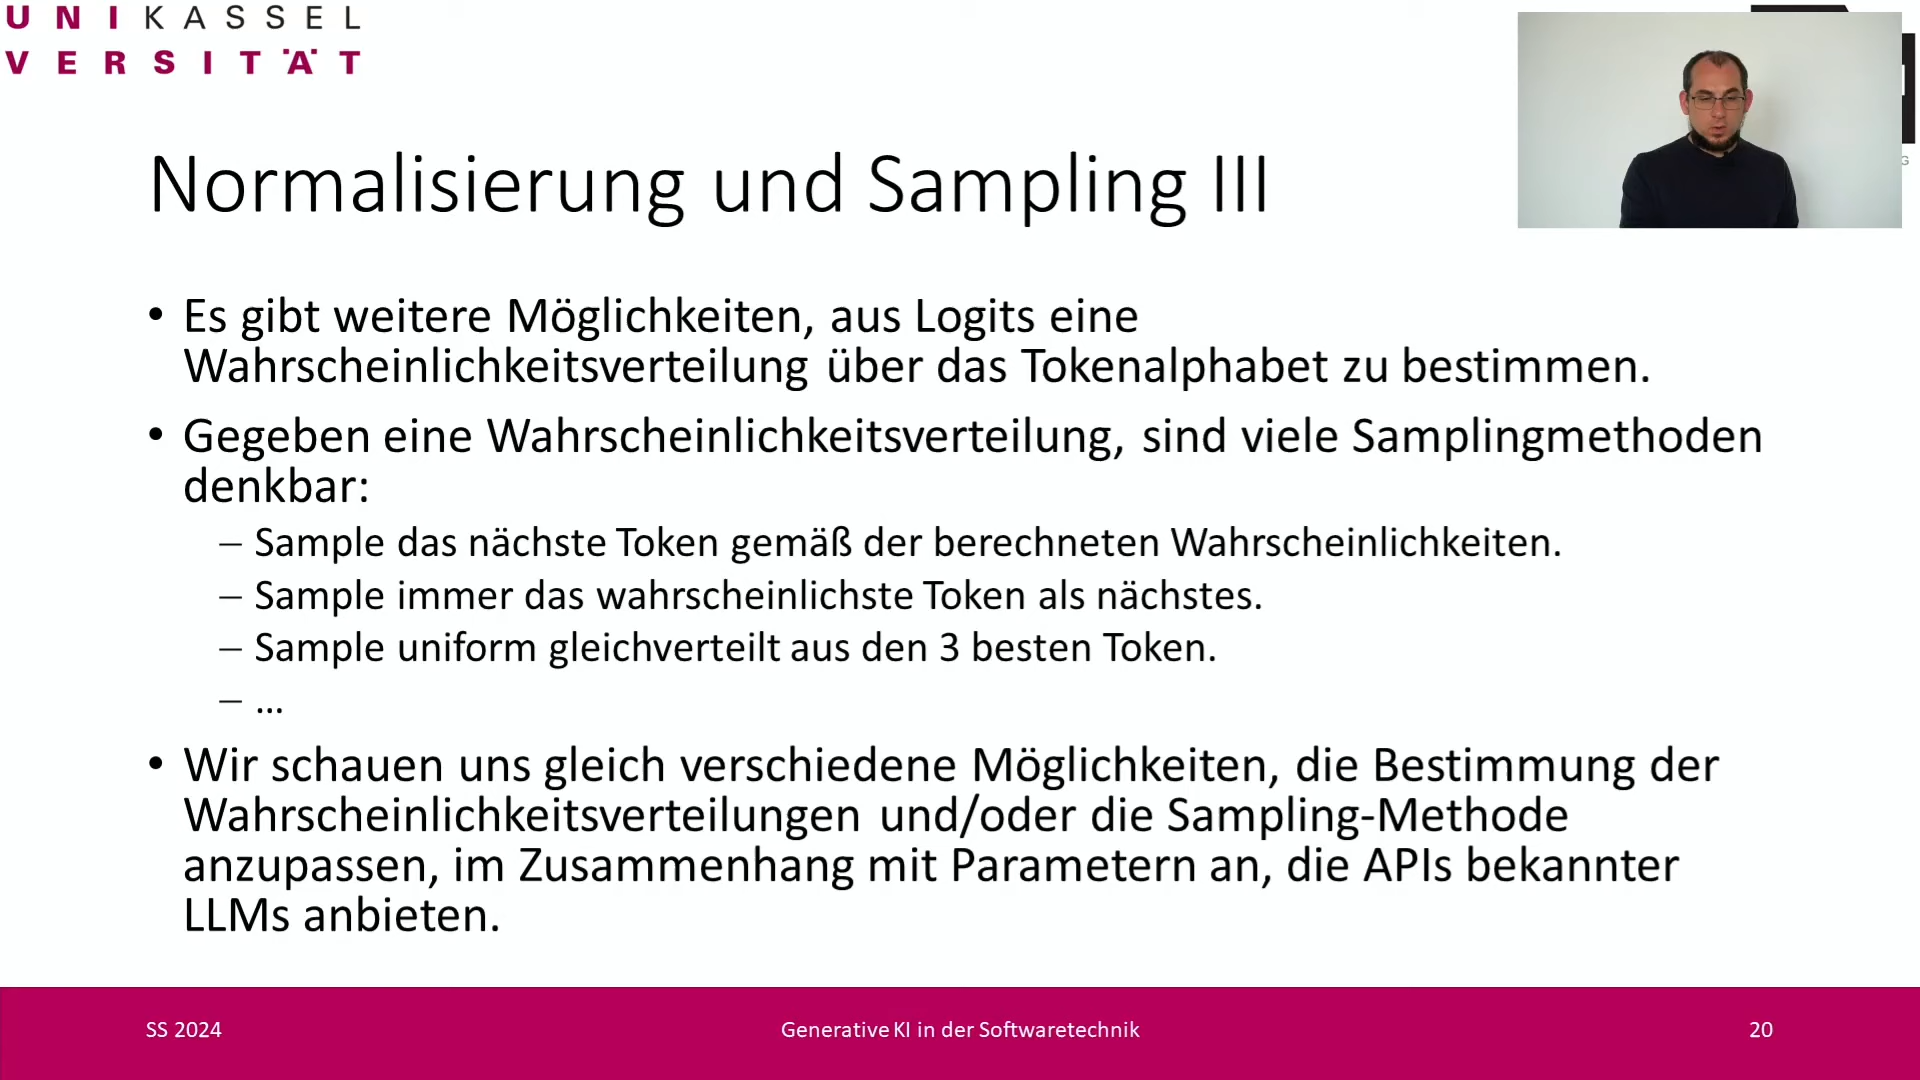 UNIKASSEL
VERSITÄT
Normalisierung und Sampling III
• Es gibt weitere Möglichkeiten, aus Logits eine
Wahrscheinlichkeitsverteilung über das Tokenalphabet zu bestimmen.
• Gegeben eine Wahrscheinlichkeitsverteilung, sind viele Samplingmethoden
denkbar:
– Sample das nächste Token gemäß der berechneten Wahrscheinlichkeiten.
– Sample immer das wahrscheinlichste Token als nächstes.
– Sample uniform gleichverteilt aus den 3 besten Token.
– …
• Wir schauen uns gleich verschiedene Möglichkeiten, die Bestimmung der
Wahrscheinlichkeitsverteilungen und/oder die Sampling-Methode
anzupassen, im Zusammenhang mit Parametern an, die APIs bekannter
LLMs anbieten.
SS 2024
Generative KI in der Softwaretechnik
20